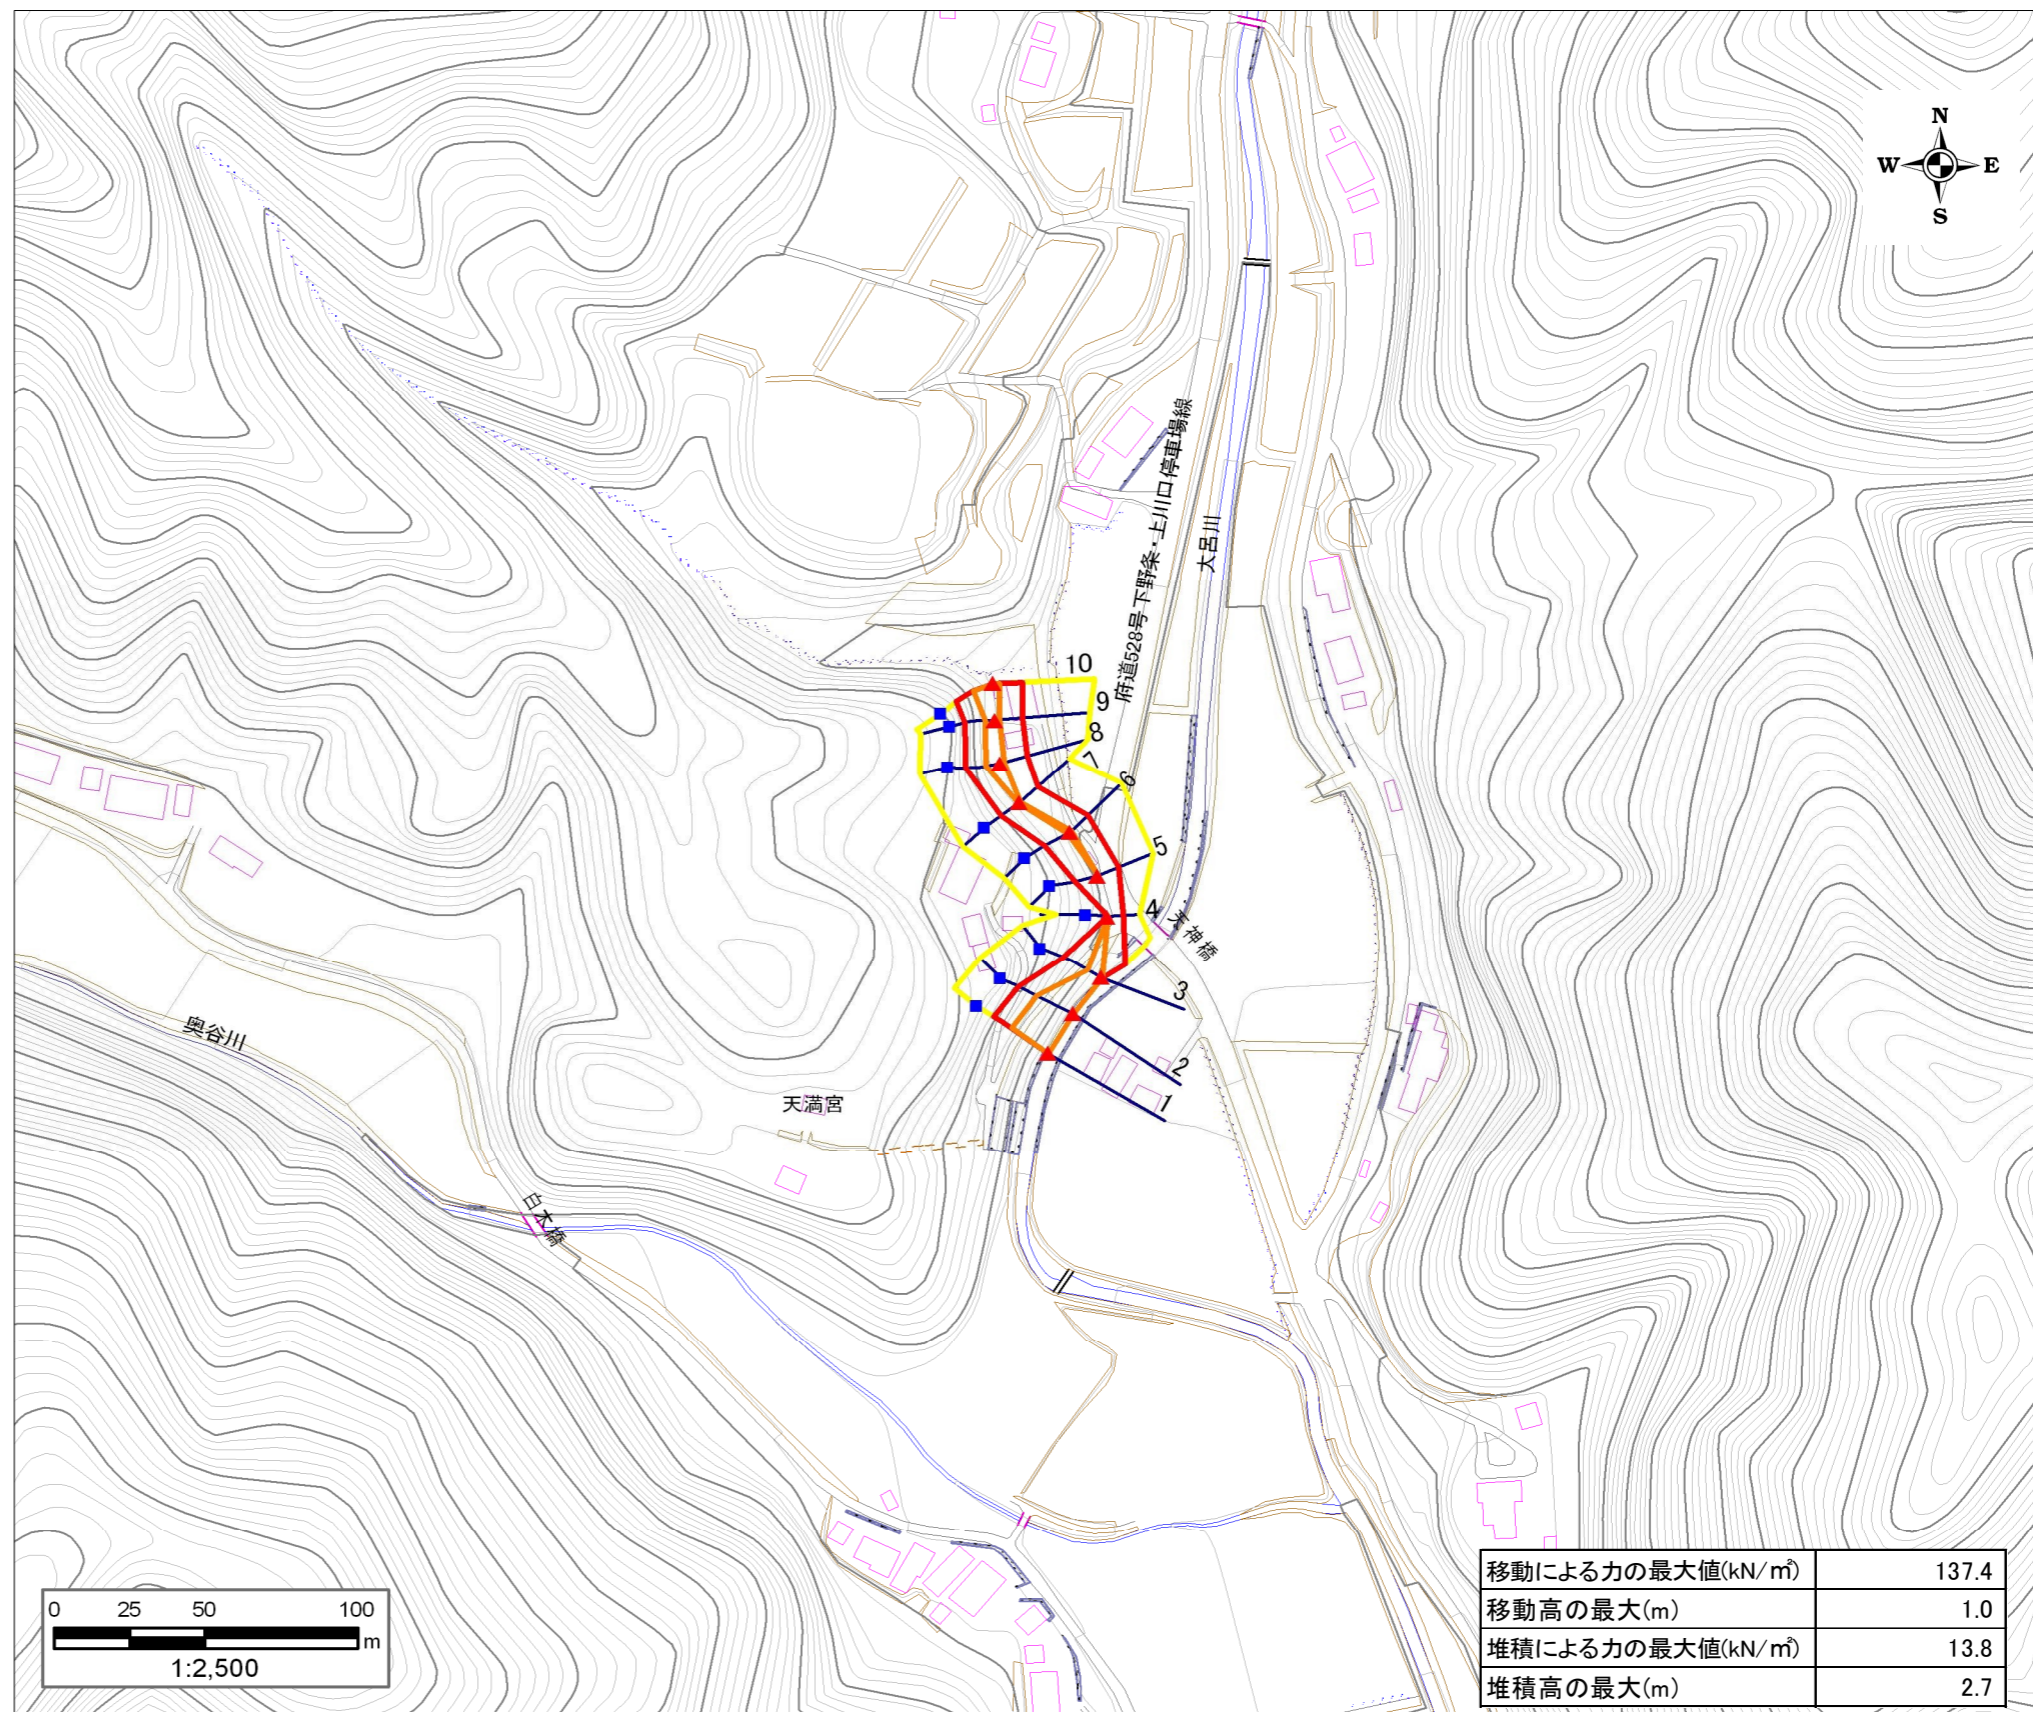 N
W E
S
府道528号下野条・上川口停車場線
大呂川
10
9
8
7
6
5
4
天神橋
3
2
1
奥谷川
天満宮
白木橋
0 25 50 100
m
1:2,500
移動による力の最大値(kN/㎡) 137.4
移動高の最大(m) 1.0
堆積による力の最大値(kN/㎡) 13.8
堆積高の最大(m) 2.7